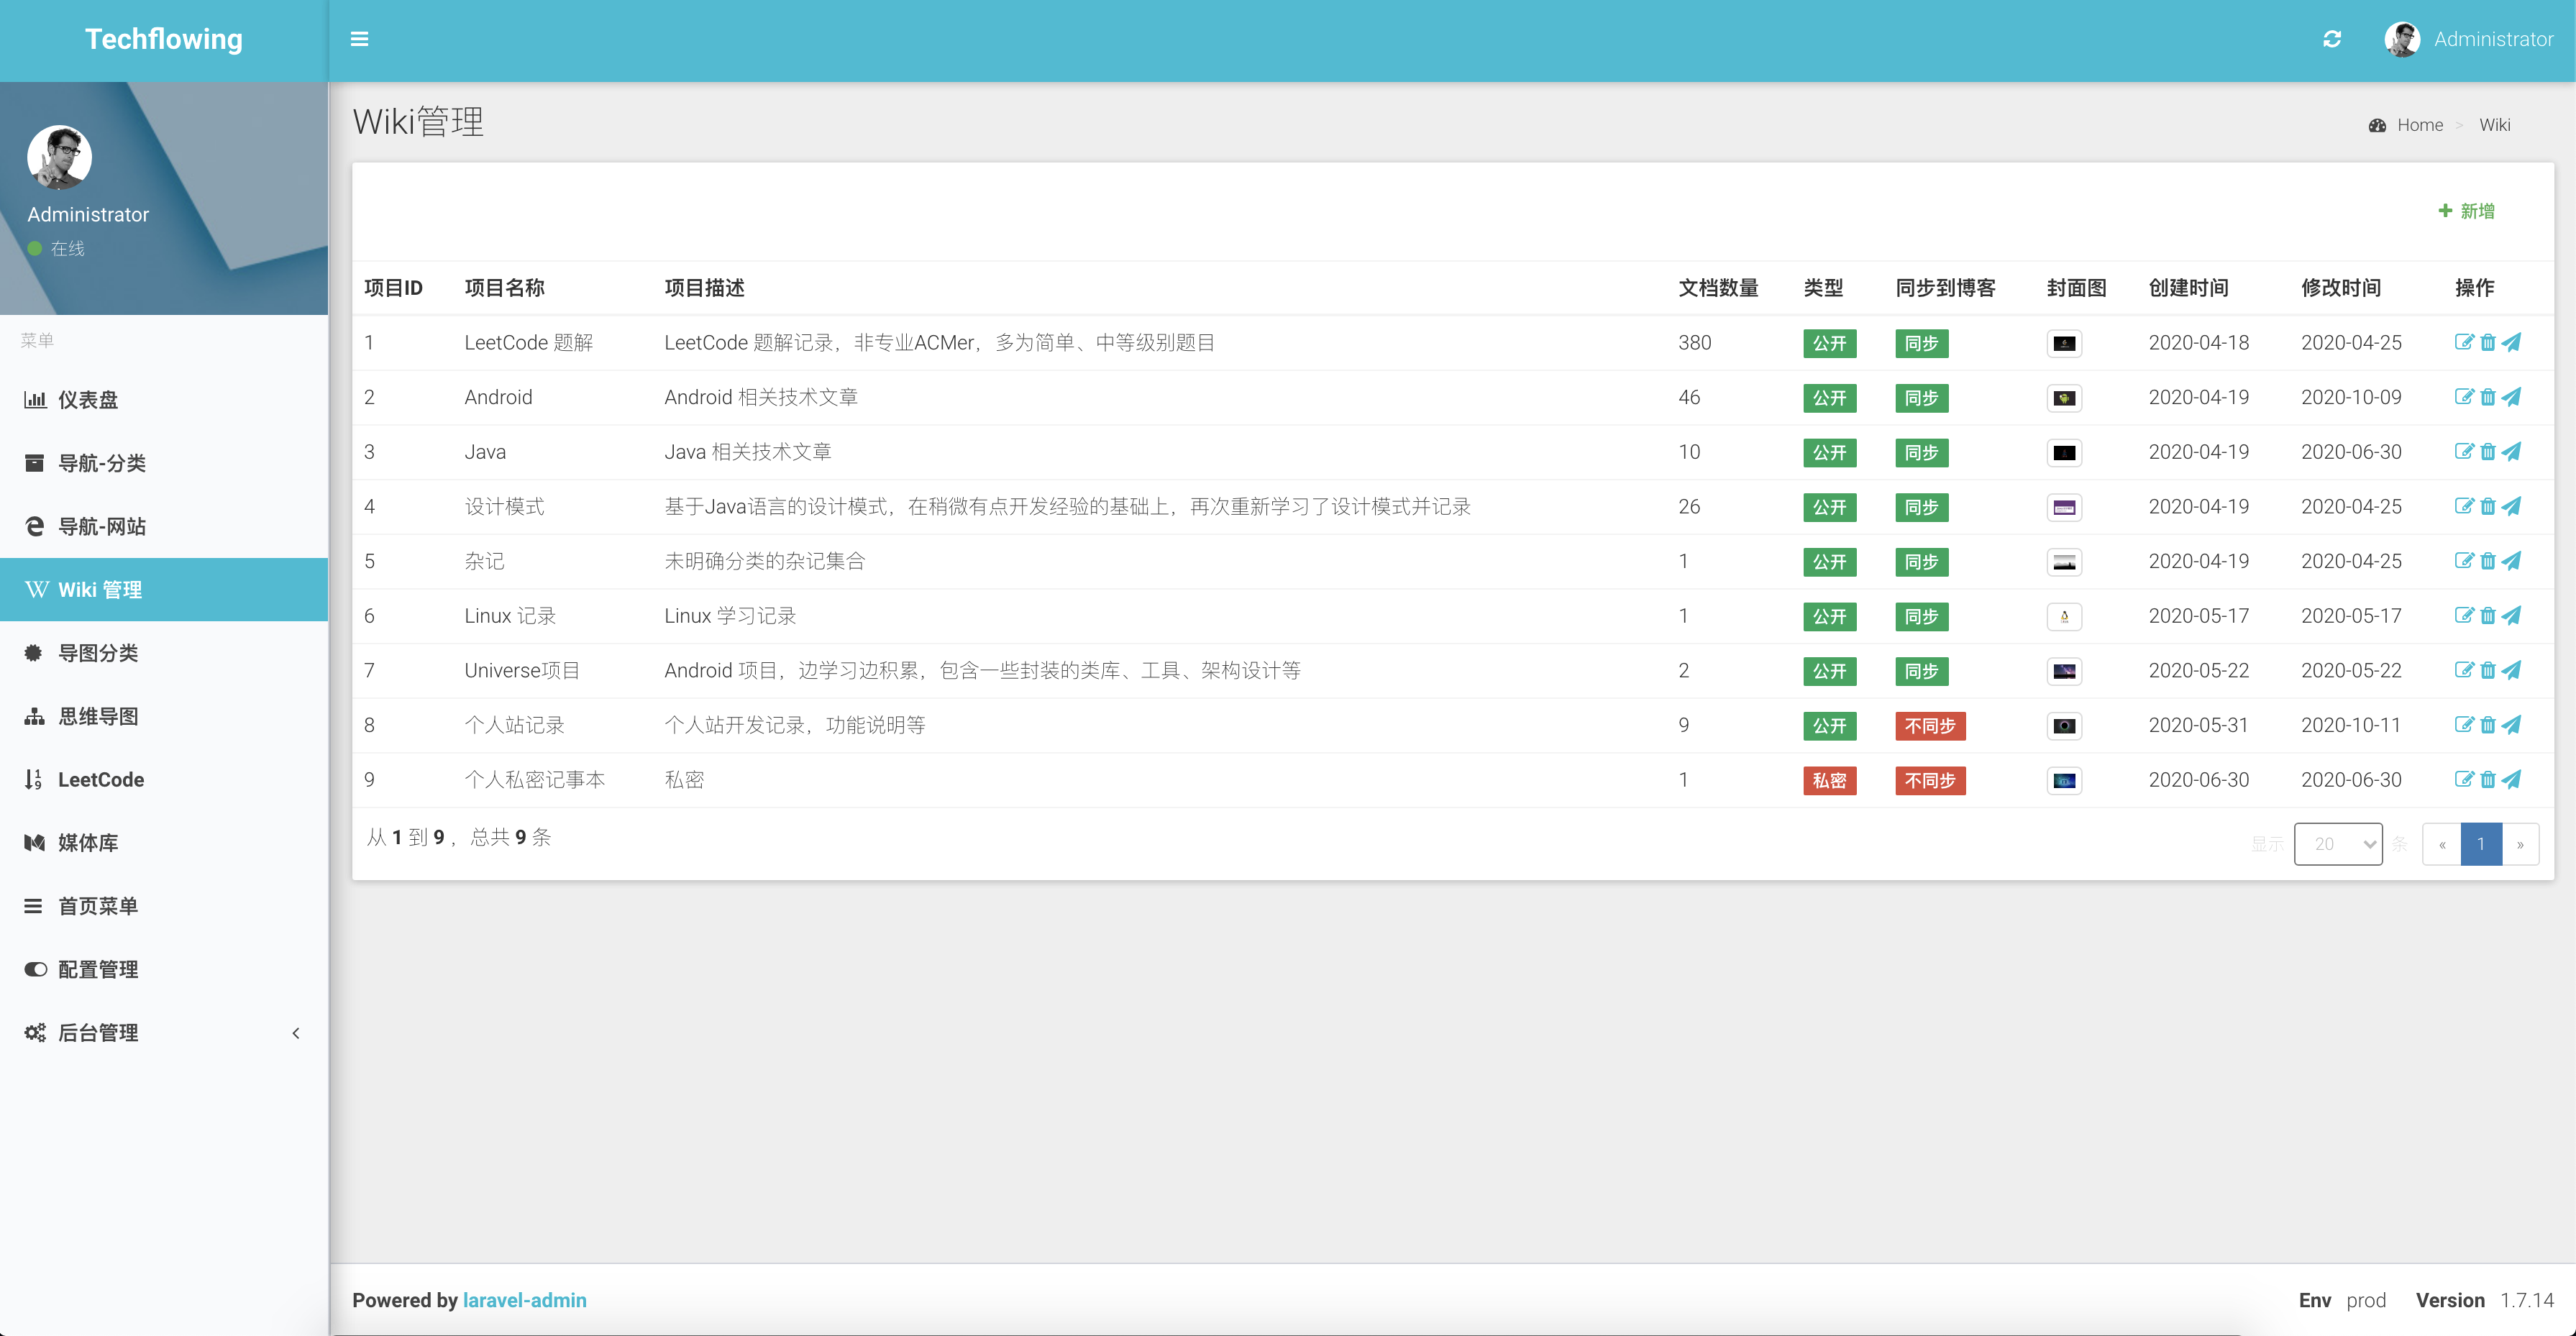 Techflowing
Administrator
Administrator
在线
菜单
仪表盘
导航-分类
导航-网站
Wiki 管理
导图分类
思维导图
LeetCode
媒体库
首页菜单
配置管理
后台管理
Wiki管理
Home > Wiki
新增
项目ID 项目名称 项目描述 文档数量 类型 同步到博客 封面图 创建时间 修改时间 操作
1 LeetCode 题解 LeetCode 题解记录，非专业ACMer，多为简单、中等级别题目 380 公开 同步 2020-04-18 2020-04-25
2 Android Android 相关技术文章 46 公开 同步 2020-04-19 2020-10-09
3 Java Java 相关技术文章 10 公开 同步 2020-04-19 2020-06-30
4 设计模式 基于Java语言的设计模式，在稍微有点开发经验的基础上，再次重新学习了设计模式并记录 26 公开 同步 2020-04-19 2020-04-25
5 杂记 未明确分类的杂记集合 1 公开 同步 2020-04-19 2020-04-25
6 Linux 记录 Linux 学习记录 1 公开 同步 2020-05-17 2020-05-17
7 Universe项目 Android 项目，边学习边积累，包含一些封装的类库、工具、架构设计等 2 公开 同步 2020-05-22 2020-05-22
8 个人站记录 个人站开发记录，功能说明等 9 公开 不同步 2020-05-31 2020-10-11
9 个人私密记事本 私密 1 私密 不同步 2020-06-30 2020-06-30
从 1 到 9 ，总共 9 条
显示 20 条 « 1 »
Powered by laravel-admin
Env prod Version 1.7.14